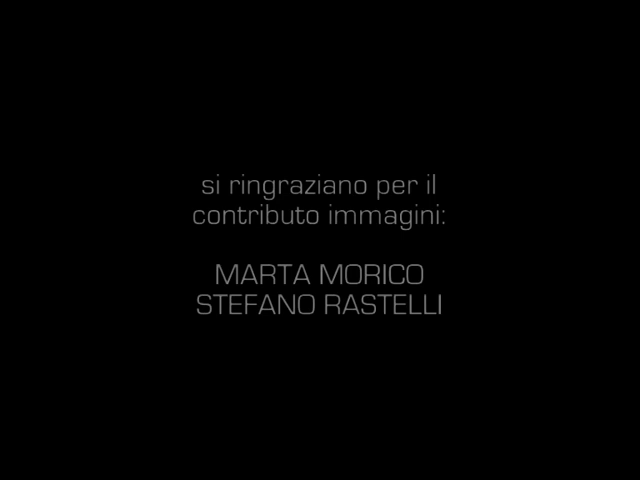 si ringraziano per il
contributo immagini:
MARTA MORICO
STEFANO RASTELLI